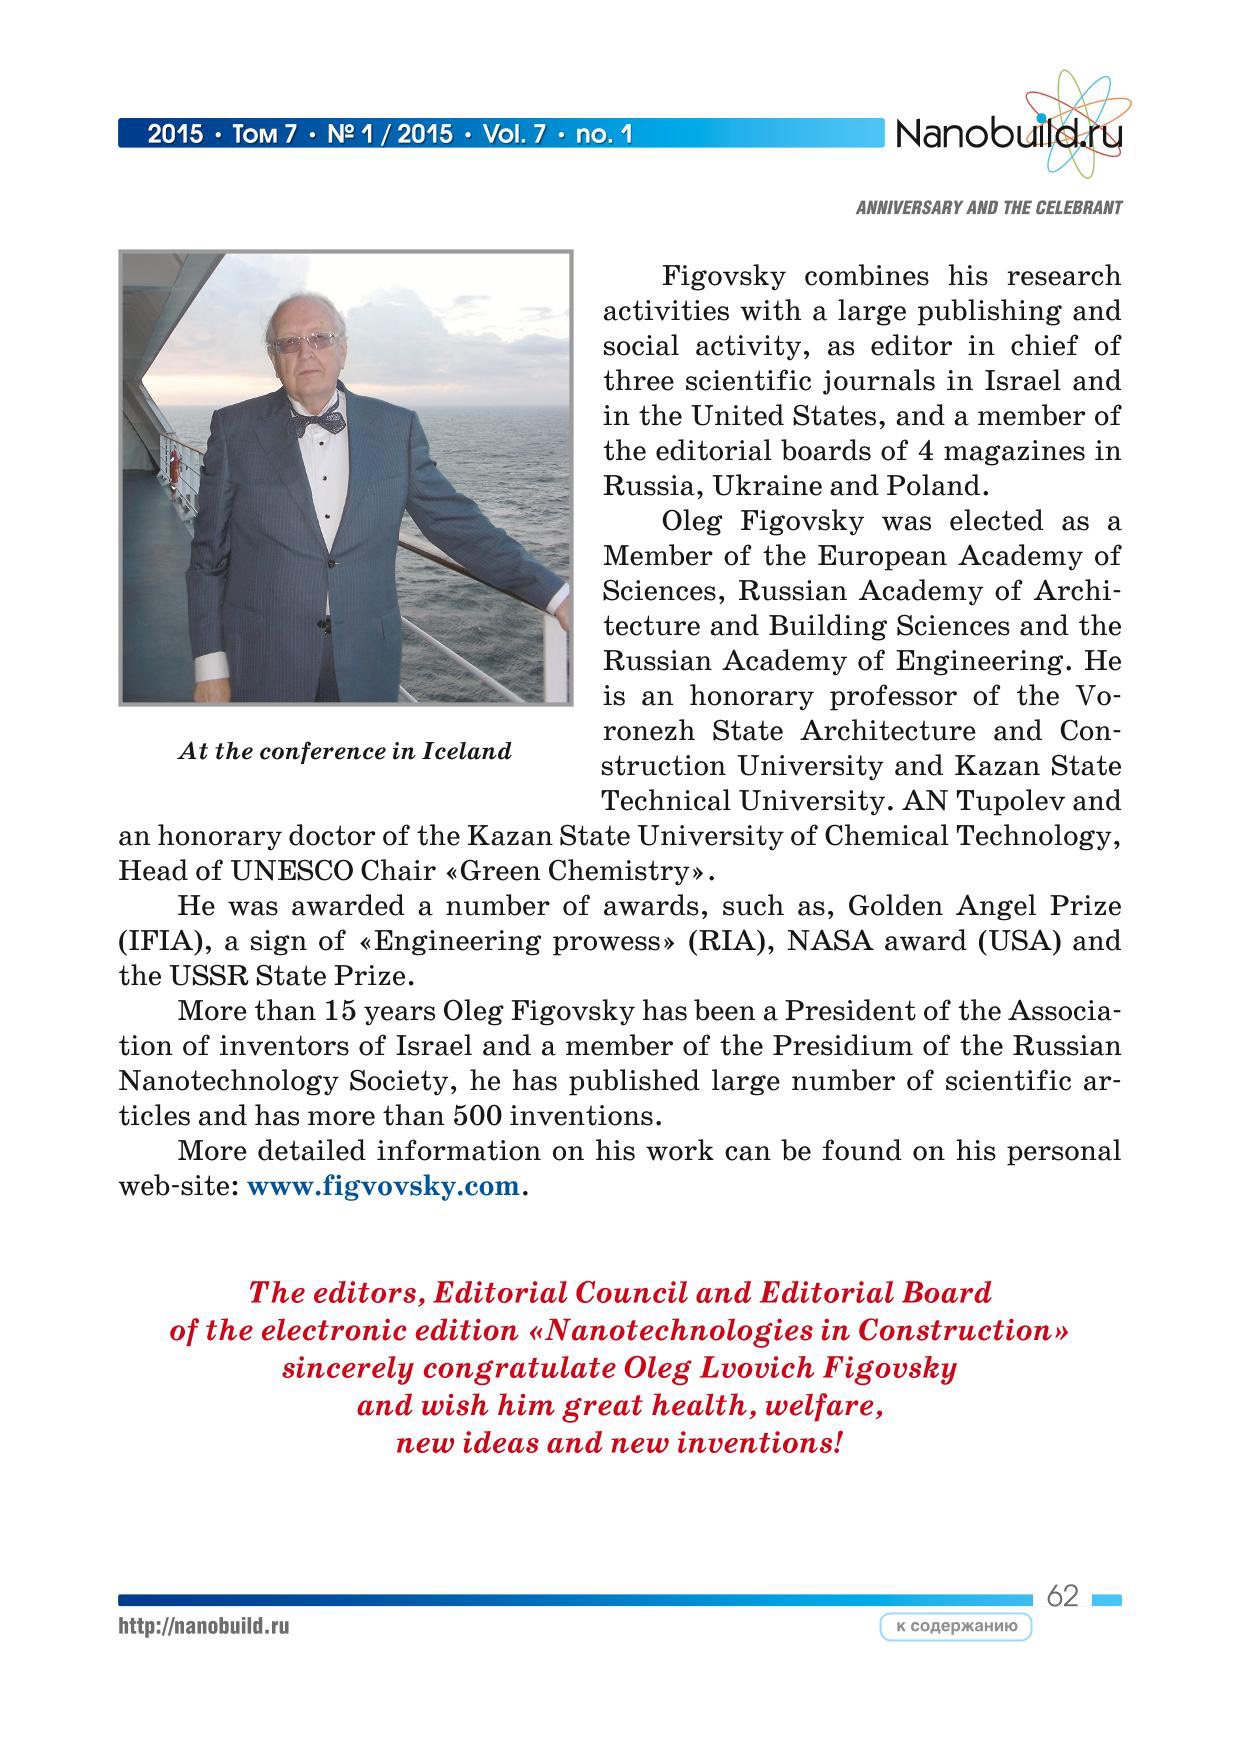 2015 • Том 7 • № 1 / 2015 • Vol. 7 • no. 1
Nanobuild.ru
ANNIVERSARY AND THE CELEBRANT
At the conference in Iceland
Figovsky combines his research
activities with a large publishing and
social activity, as editor in chief of
three scientific journals in Israel and
in the United States, and a member of
the editorial boards of 4 magazines in
Russia, Ukraine and Poland.
Oleg Figovsky was elected as a
Member of the European Academy of
Sciences, Russian Academy of Archi-
tecture and Building Sciences and the
Russian Academy of Engineering. He
is an honorary professor of the Vo-
ronezh State Architecture and Con-
struction University and Kazan State
Technical University. AN Tupolev and
an honorary doctor of the Kazan State University of Chemical Technology,
Head of UNESCO Chair «Green Chemistry».
He was awarded a number of awards, such as, Golden Angel Prize
(IFIA), a sign of «Engineering prowess» (RIA), NASA award (USA) and
the USSR State Prize.
More than 15 years Oleg Figovsky has been a President of the Associa-
tion of inventors of Israel and a member of the Presidium of the Russian
Nanotechnology Society, he has published large number of scientific ar-
ticles and has more than 500 inventions.
More detailed information on his work can be found on his personal
web-site: www.figvovsky.com.
The editors, Editorial Council and Editorial Board
of the electronic edition «Nanotechnologies in Construction»
sincerely congratulate Oleg Lvovich Figovsky
and wish him great health, welfare,
new ideas and new inventions!
62
http://nanobuild.ru
к содержанию